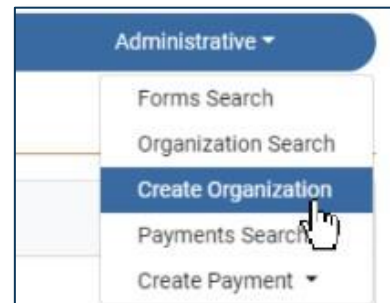 Administrative
Forms Search
Organization Search
Create Organization
Payments Search
Create Payment